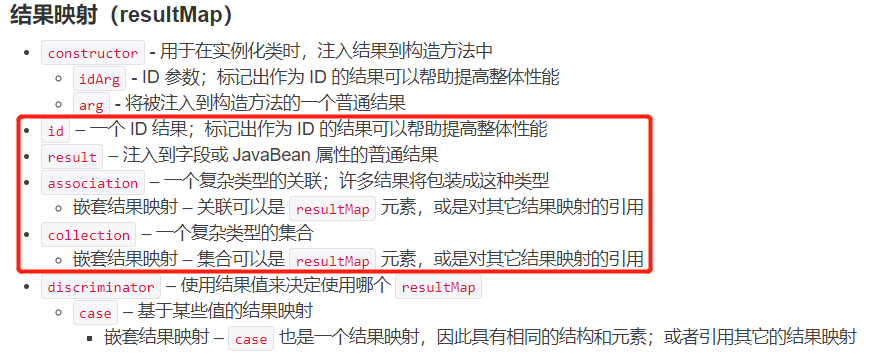 结果映射（resultMap）
constructor - 用于在实例化类时，注入结果到构造方法中
idArg - ID 参数；标记出作为 ID 的结果可以帮助提高整体性能
arg - 将被注入到构造方法的一个普通结果
id – 一个 ID 结果；标记出作为 ID 的结果可以帮助提高整体性能
result – 注入到字段或 JavaBean 属性的普通结果
association – 一个复杂类型的关联；许多结果将包装成这种类型
嵌套结果映射 – 关联可以是 resultMap 元素，或是对其它结果映射的引用
collection – 一个复杂类型的集合
嵌套结果映射 – 集合可以是 resultMap 元素，或是对其它结果映射的引用
discriminator – 使用结果值来决定使用哪个 resultMap
case – 基于某些值的结果映射
嵌套结果映射 – case 也是一个结果映射，因此具有相同的结构和元素；或者引用其它的结果映射